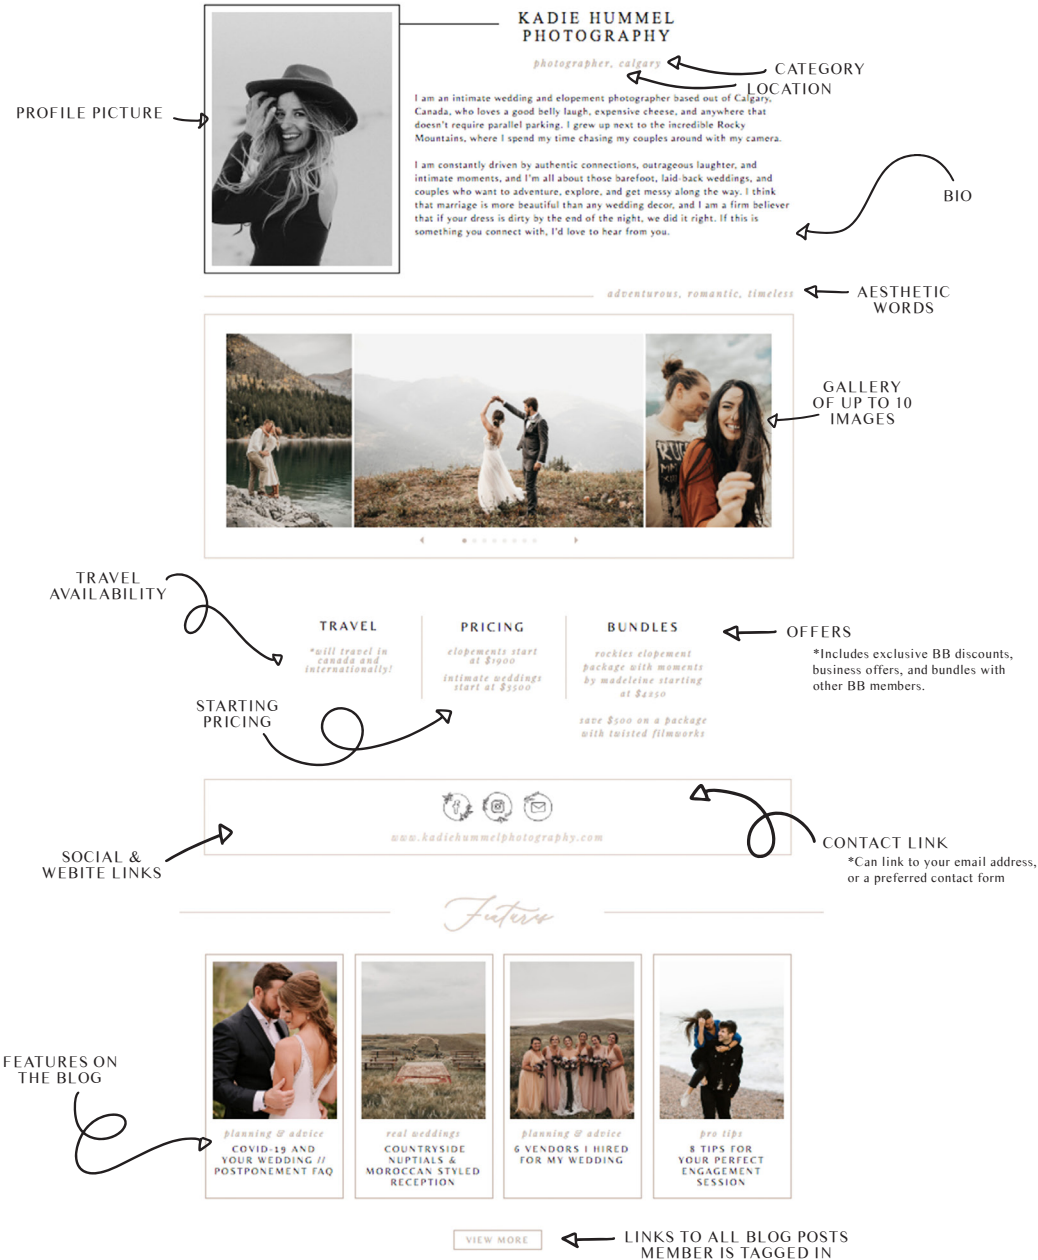 KADIE HUMMEL
PHOTOGRAPHY
photographer, calgary
CATEGORY
LOCATION
PROFILE PICTURE
I am an intimate wedding and elopement photographer based out of Calgary,
Canada, who loves a good belly laugh, expensive cheese, and anywhere that
doesn't require parallel parking. I grew up next to the incredible Rocky
Mountains, where I spend my time chasing my couples around with my camera.
I am constantly driven by authentic connections, outrageous laughter, and
intimate moments, and I'm all about those barefoot, laid-back weddings, and
couples who want to adventure, explore, and get messy along the way. I think
that marriage is more beautiful than any wedding decor, and I am a firm believer
that if your dress is dirty by the end of the night, we did it right. If this is
something you connect with, I'd love to hear from you.
BIO
adventurous, romantic, timeless
AESTHETIC
WORDS
GALLERY
OF UP TO 10
IMAGES
TRAVEL
AVAILABILITY
TRAVEL
*will travel in
canada and
internationally!
PRICING
elopements start
at $1900
intimate weddings
start at $3500
BUNDLES
rockies elopement
package with moments
by madeleine starting
at $4250
save $500 on a package
with twisted filmworks
OFFERS
*Includes exclusive BB discounts,
business offers, and bundles with
other BB members.
STARTING
PRICING
www.kadiehummelphotography.com
SOCIAL &
WEBITE LINKS
CONTACT LINK
*Can link to your email address,
or a preferred contact form
Features
FEATURES ON
THE BLOG
planning & advice
COVID-19 AND
YOUR WEDDING //
POSTPONEMENT FAQ
real weddings
COUNTRYSIDE
NUPTIALS &
MOROCCAN STYLED
RECEPTION
planning & advice
6 VENDORS I HIRED
FOR MY WEDDING
pro tips
8 TIPS FOR
YOUR PERFECT
ENGAGEMENT
SESSION
VIEW MORE
LINKS TO ALL BLOG POSTS
MEMBER IS TAGGED IN